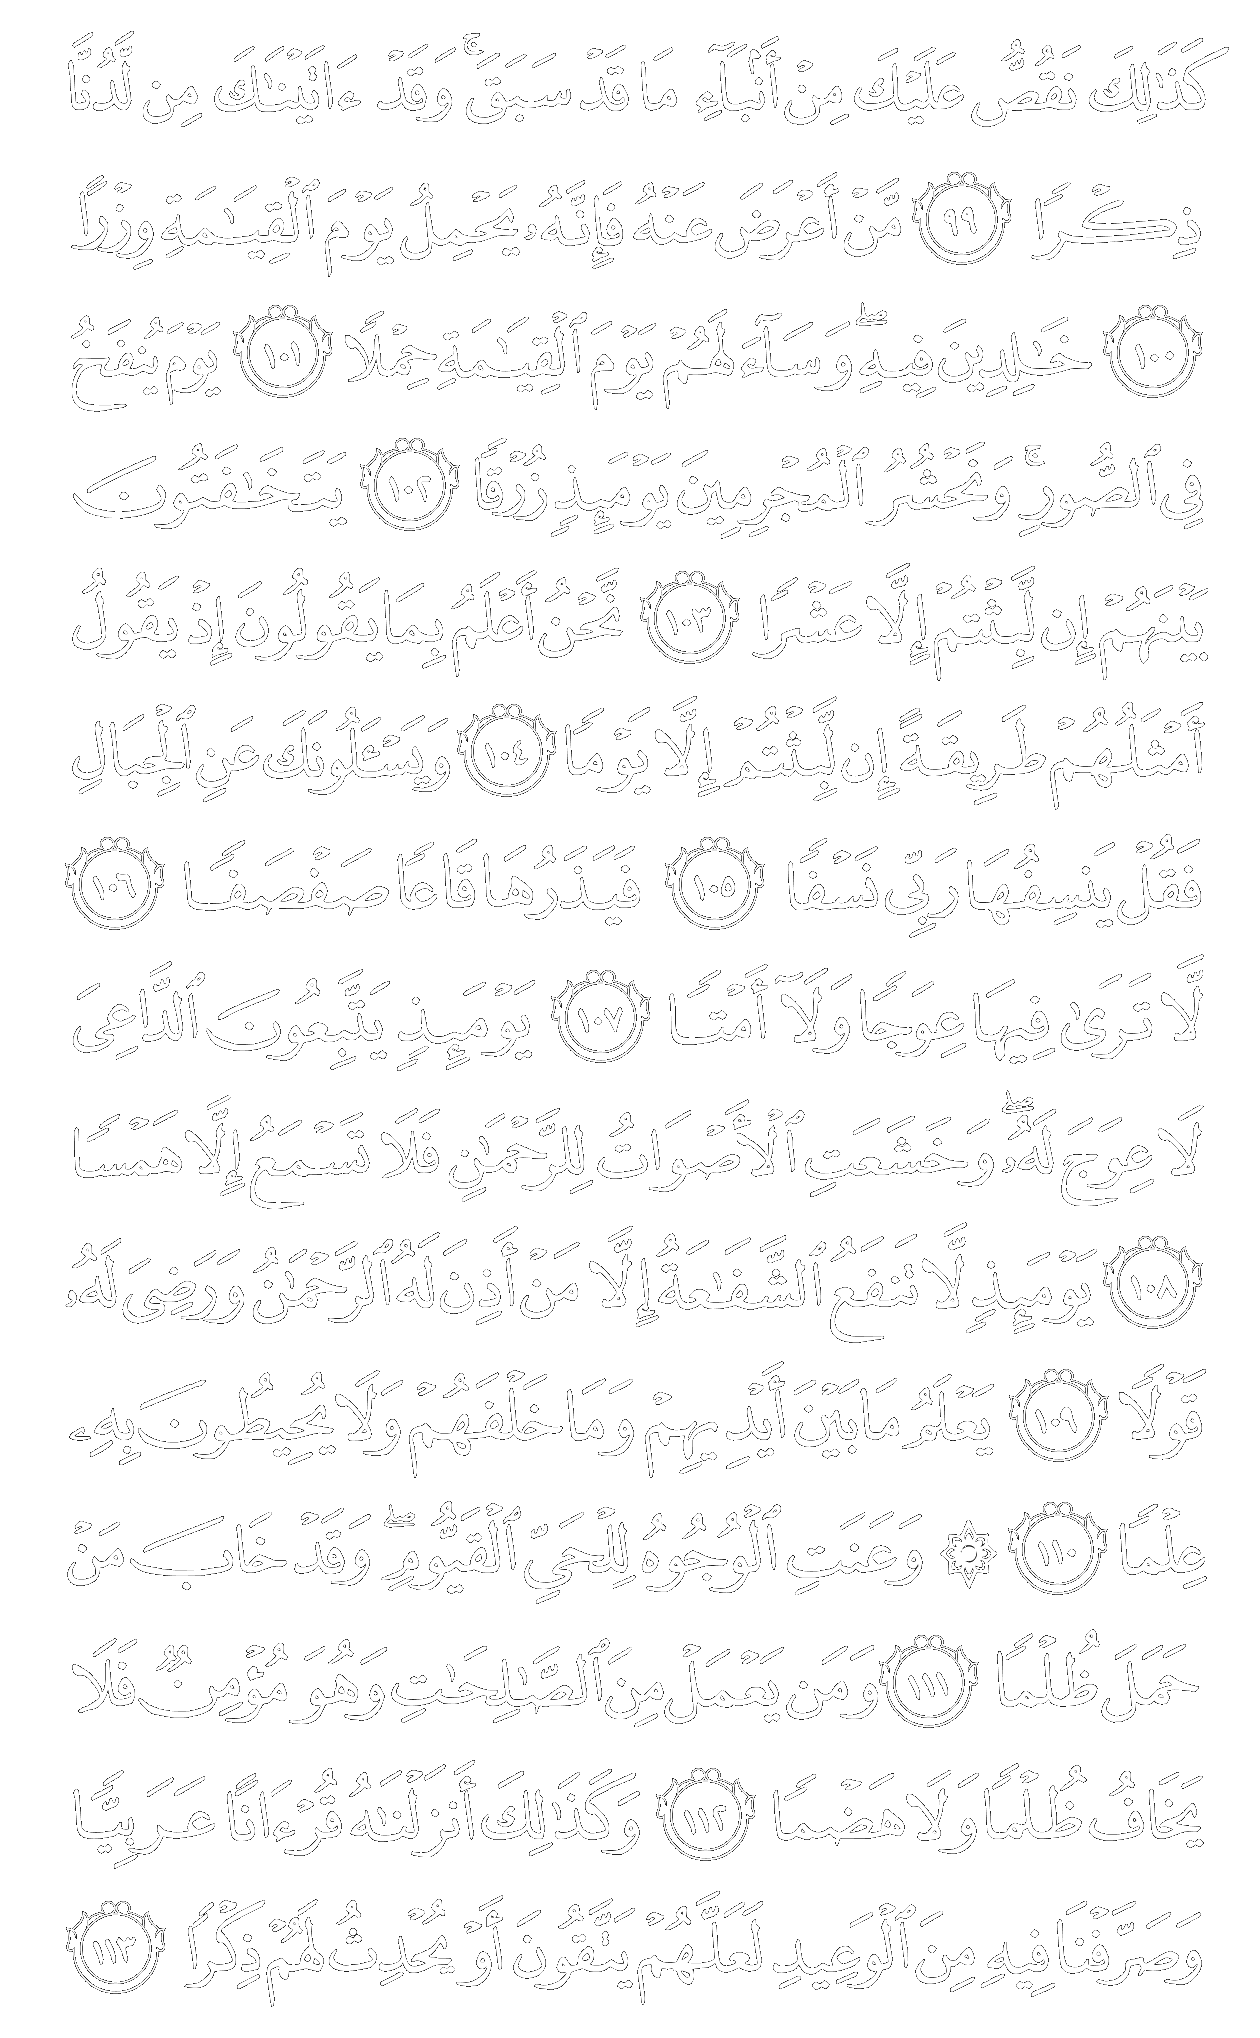 كَذَٰلِكَ نَقُصُّ عَلَيْكَ مِنْ أَنۢبَآءِ مَا قَدْ سَبَقَ ۚ وَقَدْ ءَاتَيْنَٰكَ مِن لَّدُنَّا
ذِكْرًا ٩٩ مَّنْ أَعْرَضَ عَنْهُ فَإِنَّهُۥ يَحْمِلُ يَوْمَ ٱلْقِيَٰمَةِ وِزْرًا
١٠٠ خَٰلِدِينَ فِيهِ ۖ وَسَآءَ لَهُمْ يَوْمَ ٱلْقِيَٰمَةِ حِمْلًا ١٠١ يَوْمَ يُنفَخُ
فِى ٱلصُّورِ ۚ وَنَحْشُرُ ٱلْمُجْرِمِينَ يَوْمَئِذٍ زُرْقًا ١٠٢ يَتَخَٰفَتُونَ
بَيْنَهُمْ إِن لَّبِثْتُمْ إِلَّا عَشْرًا ١٠٣ نَّحْنُ أَعْلَمُ بِمَا يَقُولُونَ إِذْ يَقُولُ
أَمْثَلُهُمْ طَرِيقَةً إِن لَّبِثْتُمْ إِلَّا يَوْمًا ١٠٤ وَيَسْـَٔلُونَكَ عَنِ ٱلْجِبَالِ
فَقُلْ يَنسِفُهَا رَبِّى نَسْفًا ١٠٥ فَيَذَرُهَا قَاعًا صَفْصَفًا ١٠٦
لَّا تَرَىٰ فِيهَا عِوَجًا وَلَآ أَمْتًا ١٠٧ يَوْمَئِذٍ يَتَّبِعُونَ ٱلدَّاعِىَ
لَا عِوَجَ لَهُۥ ۖ وَخَشَعَتِ ٱلْأَصْوَاتُ لِلرَّحْمَٰنِ فَلَا تَسْمَعُ إِلَّا هَمْسًا
١٠٨ يَوْمَئِذٍ لَّا تَنفَعُ ٱلشَّفَٰعَةُ إِلَّا مَنْ أَذِنَ لَهُ ٱلرَّحْمَٰنُ وَرَضِىَ لَهُۥ
قَوْلًا ١٠٩ يَعْلَمُ مَا بَيْنَ أَيْدِيهِمْ وَمَا خَلْفَهُمْ وَلَا يُحِيطُونَ بِهِۦ
عِلْمًا ١١٠ ۞ وَعَنَتِ ٱلْوُجُوهُ لِلْحَىِّ ٱلْقَيُّومِ ۖ وَقَدْ خَابَ مَنْ
حَمَلَ ظُلْمًا ١١١ وَمَن يَعْمَلْ مِنَ ٱلصَّٰلِحَٰتِ وَهُوَ مُؤْمِنٌ فَلَا
يَخَافُ ظُلْمًا وَلَا هَضْمًا ١١٢ وَكَذَٰلِكَ أَنزَلْنَٰهُ قُرْءَانًا عَرَبِيًّا
وَصَرَّفْنَا فِيهِ مِنَ ٱلْوَعِيدِ لَعَلَّهُمْ يَتَّقُونَ أَوْ يُحْدِثُ لَهُمْ ذِكْرًا ١١٣